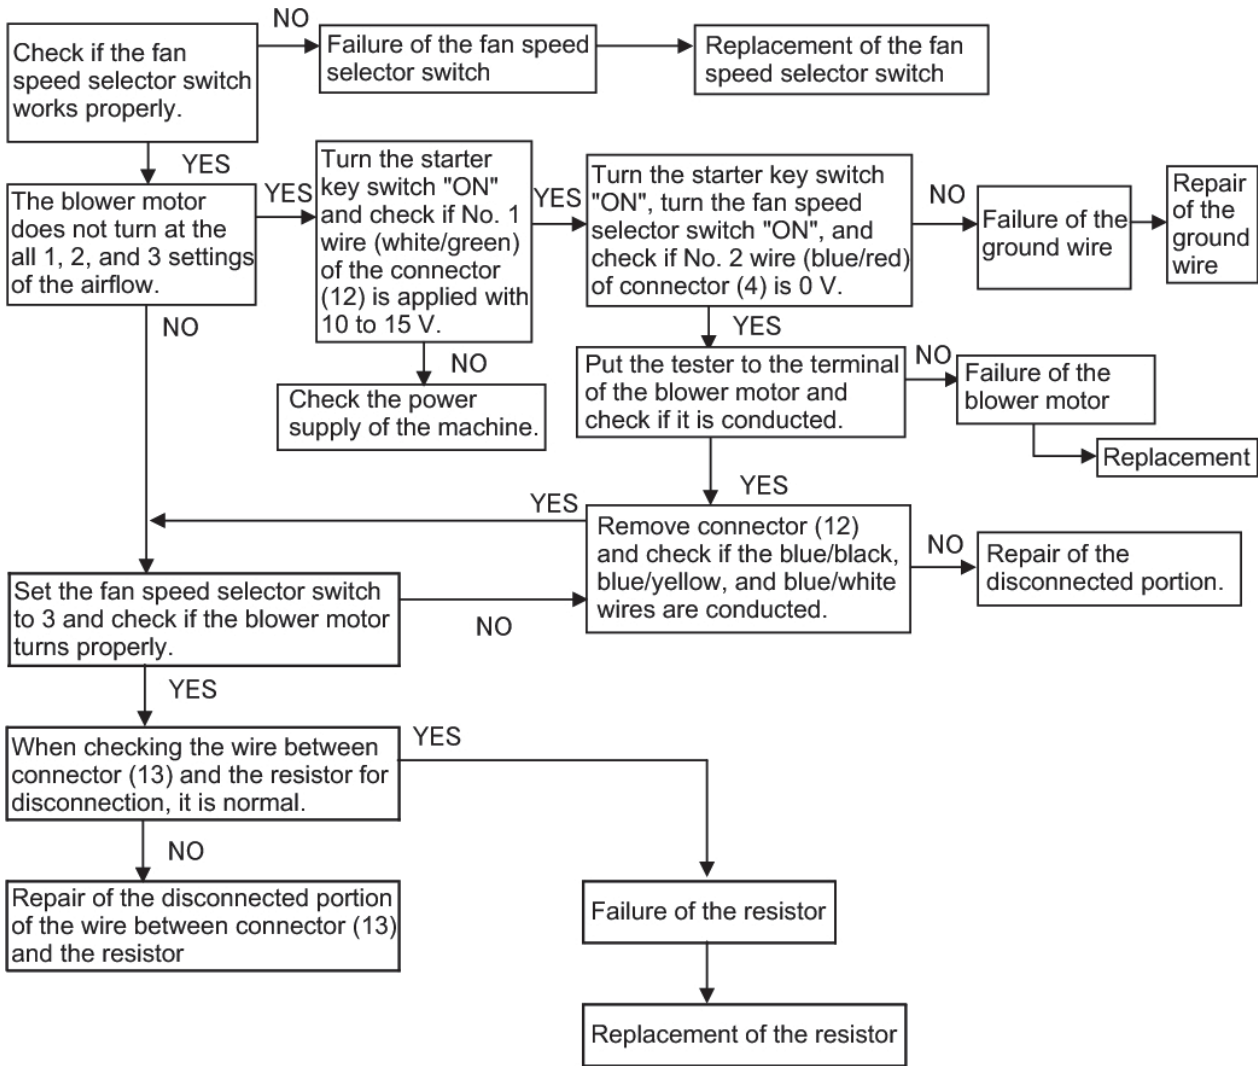 Check if the fan
speed selector switch
works properly.
NO
Failure of the fan speed
selector switch
Replacement of the fan
speed selector switch
YES
The blower motor
does not turn at the
all 1, 2, and 3 settings
of the airflow.
YES
Turn the starter
key switch "ON"
and check if No. 1
wire (white/green)
of the connector
(12) is applied with
10 to 15 V.
YES
Turn the starter key switch
"ON", turn the fan speed
selector switch "ON", and
check if No. 2 wire (blue/red)
of connector (4) is 0 V.
NO
Failure of the
ground wire
Repair
of the
ground
wire
NO
NO
Check the power
supply of the machine.
YES
Put the tester to the terminal
of the blower motor and
check if it is conducted.
NO
Failure of the
blower motor
Replacement
YES
YES
Remove connector (12)
and check if the blue/black,
blue/yellow, and blue/white
wires are conducted.
NO
Repair of the
disconnected portion.
Set the fan speed selector switch
to 3 and check if the blower motor
turns properly.
NO
YES
When checking the wire between
connector (13) and the resistor for
disconnection, it is normal.
YES
NO
Repair of the disconnected portion
of the wire between connector (13)
and the resistor
Failure of the resistor
Replacement of the resistor